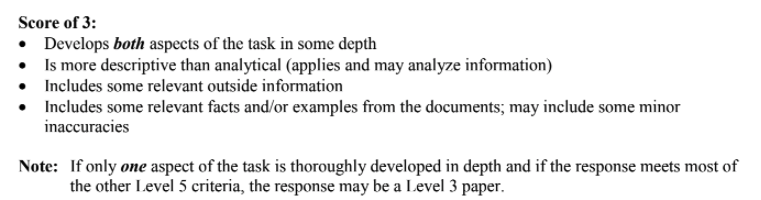 Score of 3:
• Develops both aspects of the task in some depth
• Is more descriptive than analytical (applies and may analyze information)
• Includes some relevant outside information
• Includes some relevant facts and/or examples from the documents; may include some minor
inaccuracies
Note: If only one aspect of the task is thoroughly developed in depth and if the response meets most of
the other Level 5 criteria, the response may be a Level 3 paper.